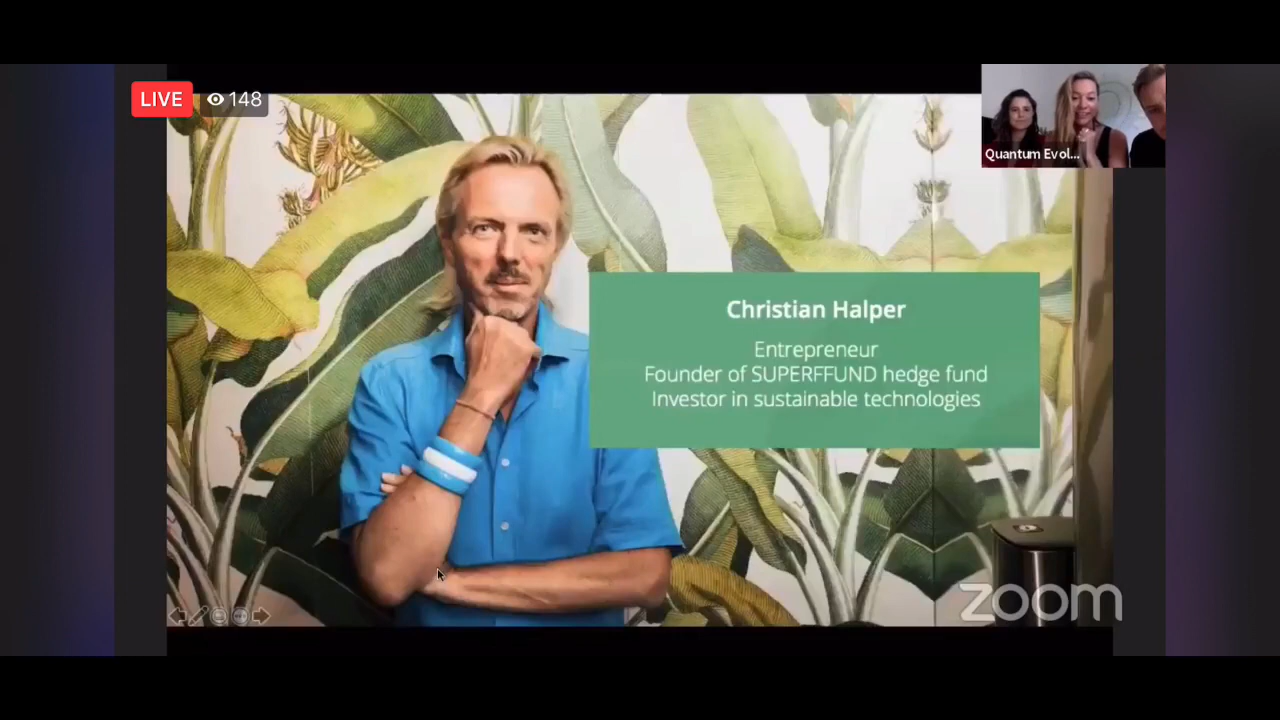 LIVE
148
Quantum Evol...
Christian Halper
Entrepreneur
Founder of SUPERFFUND hedge fund
Investor in sustainable technologies
zoom